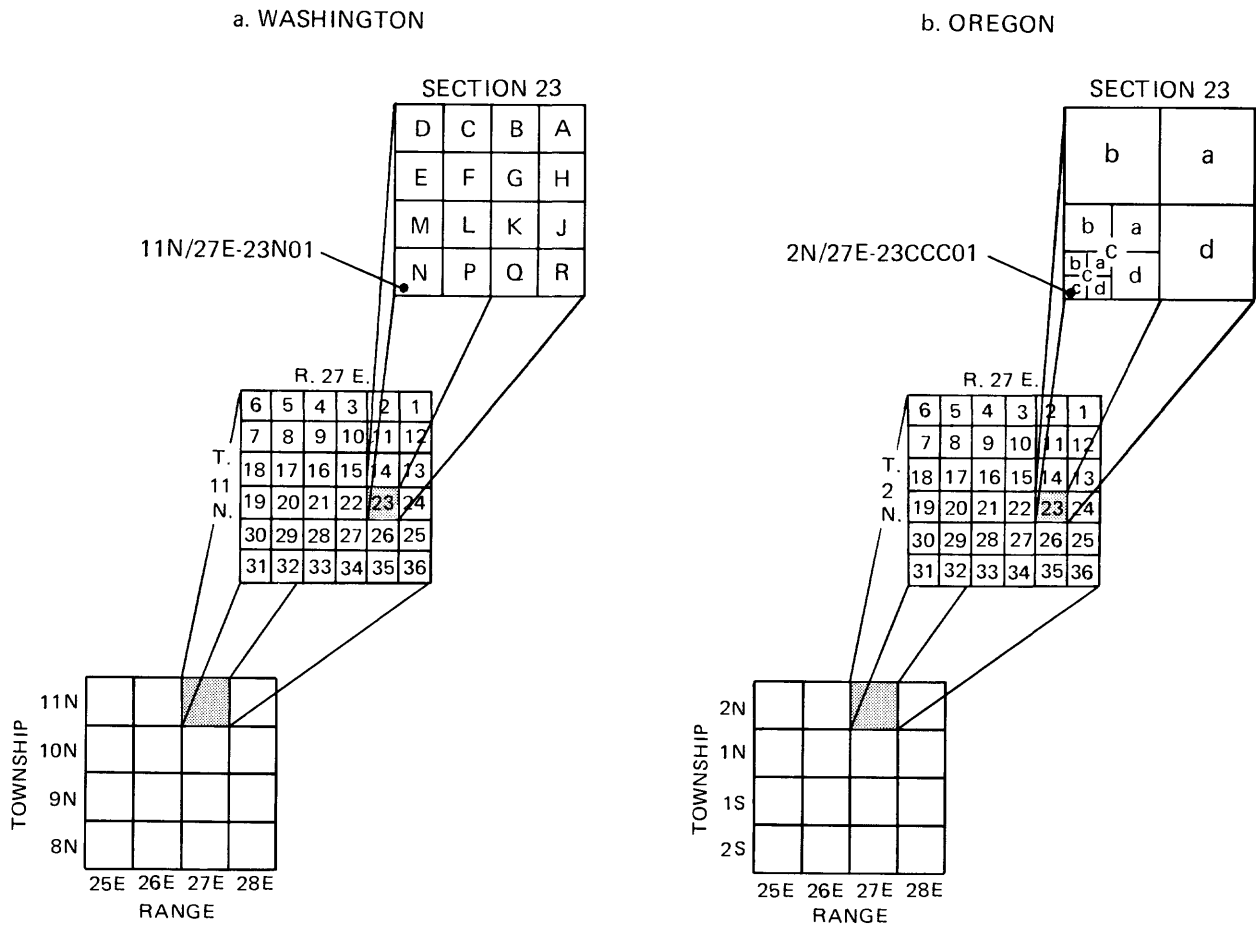 a. WASHINGTON
SECTION 23
D C B A
E F G H
M L K J
N P Q R
11N/27E-23N01
R. 27 E.
T. 11 N.
6 5 4 3 2 1
7 8 9 10 11 12
18 17 16 15 14 13
19 20 21 22 23 24
30 29 28 27 26 25
31 32 33 34 35 36
TOWNSHIP
11N
10N
9N
8N
25E 26E 27E 28E
RANGE
b. OREGON
SECTION 23
b a
b a
c d
b a
c d
c d
2N/27E-23CCC01
R. 27 E.
T. 2 N.
6 5 4 3 2 1
7 8 9 10 11 12
18 17 16 15 14 13
19 20 21 22 23 24
30 29 28 27 26 25
31 32 33 34 35 36
TOWNSHIP
2N
1N
1S
2S
25E 26E 27E 28E
RANGE